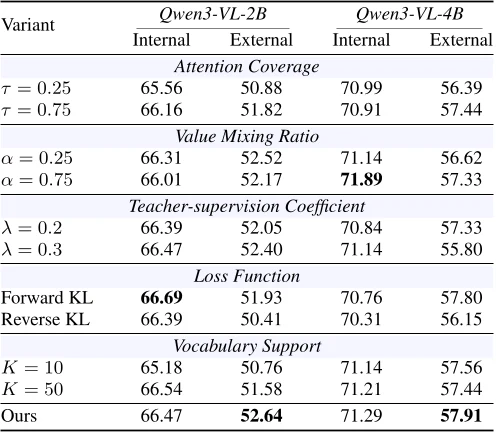 Variant Qwen3-VL-2B Qwen3-VL-4B
Internal External Internal External
Attention Coverage
τ = 0.25 65.56 50.88 70.99 56.39
τ = 0.75 66.16 51.82 70.91 57.44
Value Mixing Ratio
α = 0.25 66.31 52.52 71.14 56.62
α = 0.75 66.01 52.17 71.89 57.33
Teacher-supervision Coefficient
λ = 0.2 66.39 52.05 70.84 57.33
λ = 0.3 66.47 52.40 71.14 55.80
Loss Function
Forward KL 66.69 51.93 70.76 57.80
Reverse KL 66.39 50.41 70.31 56.15
Vocabulary Support
K = 10 65.18 50.76 71.14 57.56
K = 50 66.54 51.58 71.21 57.44
Ours 66.47 52.64 71.29 57.91